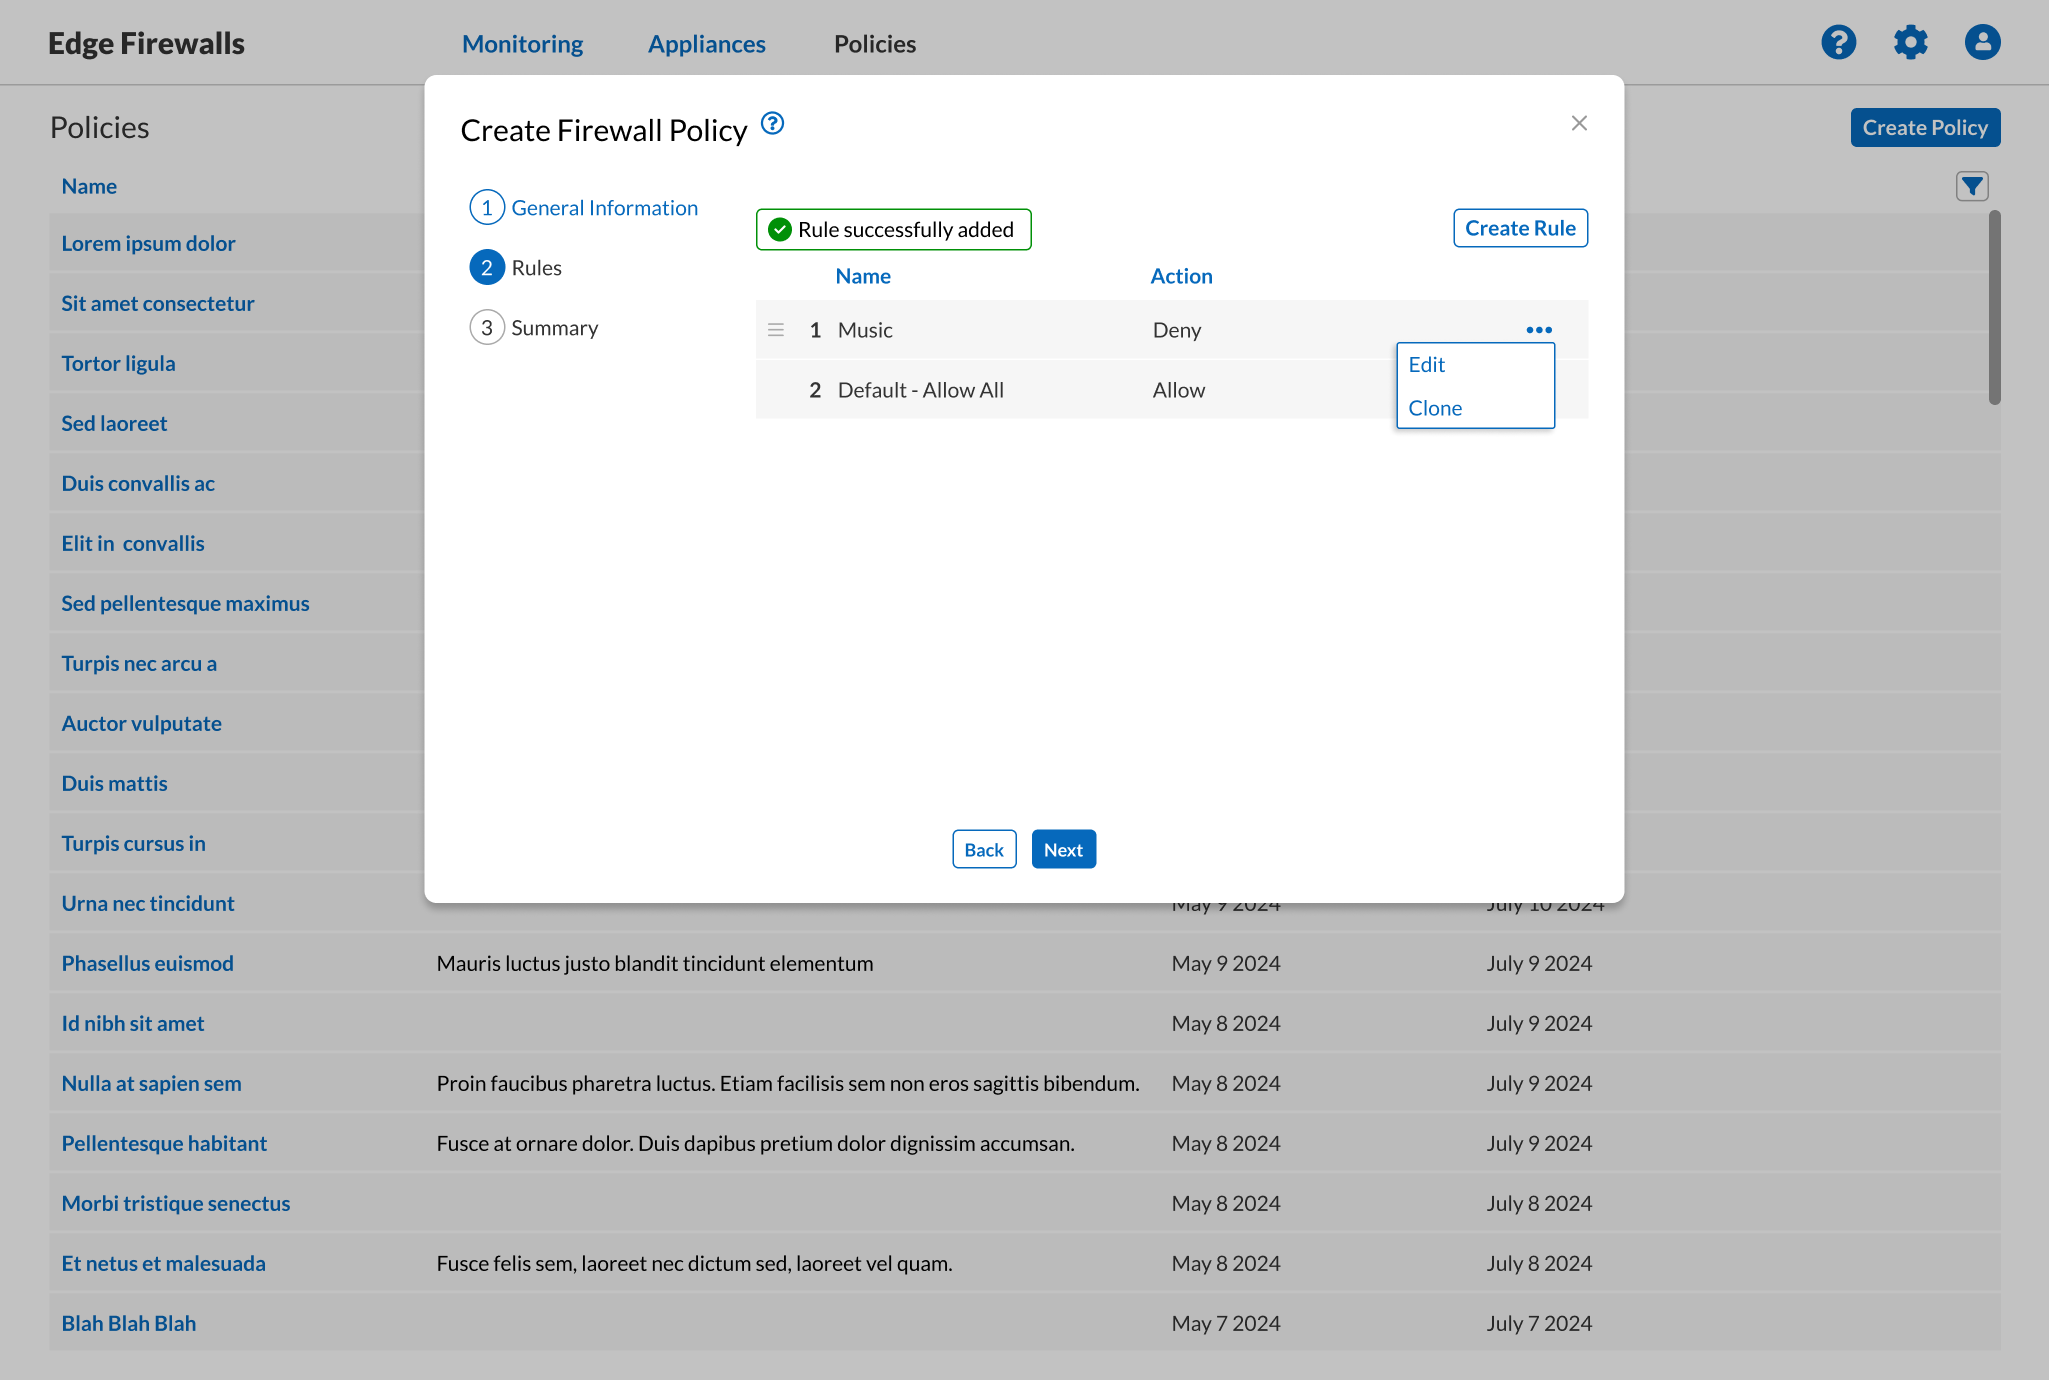 Edge Firewalls
Monitoring
Appliances
Policies
Policies
Create Policy
Name
Lorem ipsum dolor
Sit amet consectetur
Tortor ligula
Sed laoreet
Duis convallis ac
Elit in  convallis
Sed pellentesque maximus
Turpis nec arcu a
Auctor vulputate
Duis mattis
Turpis cursus in
Urna nec tincidunt May 9 2024 July 10 2024
Phasellus euismod Mauris luctus justo blandit tincidunt elementum May 9 2024 July 9 2024
Id nibh sit amet May 8 2024 July 9 2024
Nulla at sapien sem Proin faucibus pharetra luctus. Etiam facilisis sem non eros sagittis bibendum. May 8 2024 July 9 2024
Pellentesque habitant Fusce at ornare dolor. Duis dapibus pretium dolor dignissim accumsan. May 8 2024 July 9 2024
Morbi tristique senectus May 8 2024 July 8 2024
Et netus et malesuada Fusce felis sem, laoreet nec dictum sed, laoreet vel quam. May 8 2024 July 8 2024
Blah Blah Blah May 7 2024 July 7 2024
Create Firewall Policy ?
1 General Information
2 Rules
3 Summary
Rule successfully added
Create Rule
Name Action
1 Music Deny
2 Default - Allow All Allow
Edit
Clone
Back
Next